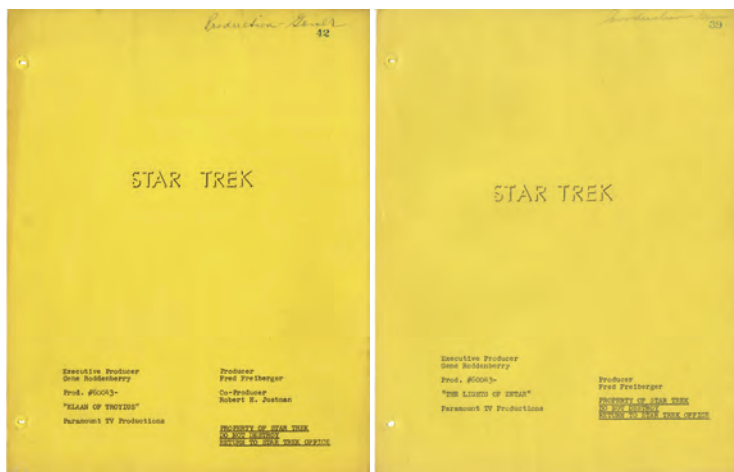 Production-
42
STAR TREK
Executive Producer
Gene Roddenberry
Prod. #60043-
"ELAAN OF TROYIUS"
Paramount TV Productions
Producer
Fred Freiberger
Co-Producer
Robert H. Justman
PROPERTY OF STAR TREK
DO NOT DESTROY
RETURN TO STAR TREK OFFICE
39
STAR TREK
Executive Producer
Gene Roddenberry
Prod. #60043-
"THE LIGHTS OF ZETAR"
Paramount TV Productions
Producer
Fred Freiberger
PROPERTY OF STAR TREK
DO NOT DESTROY
RETURN TO STAR TREK OFFICE